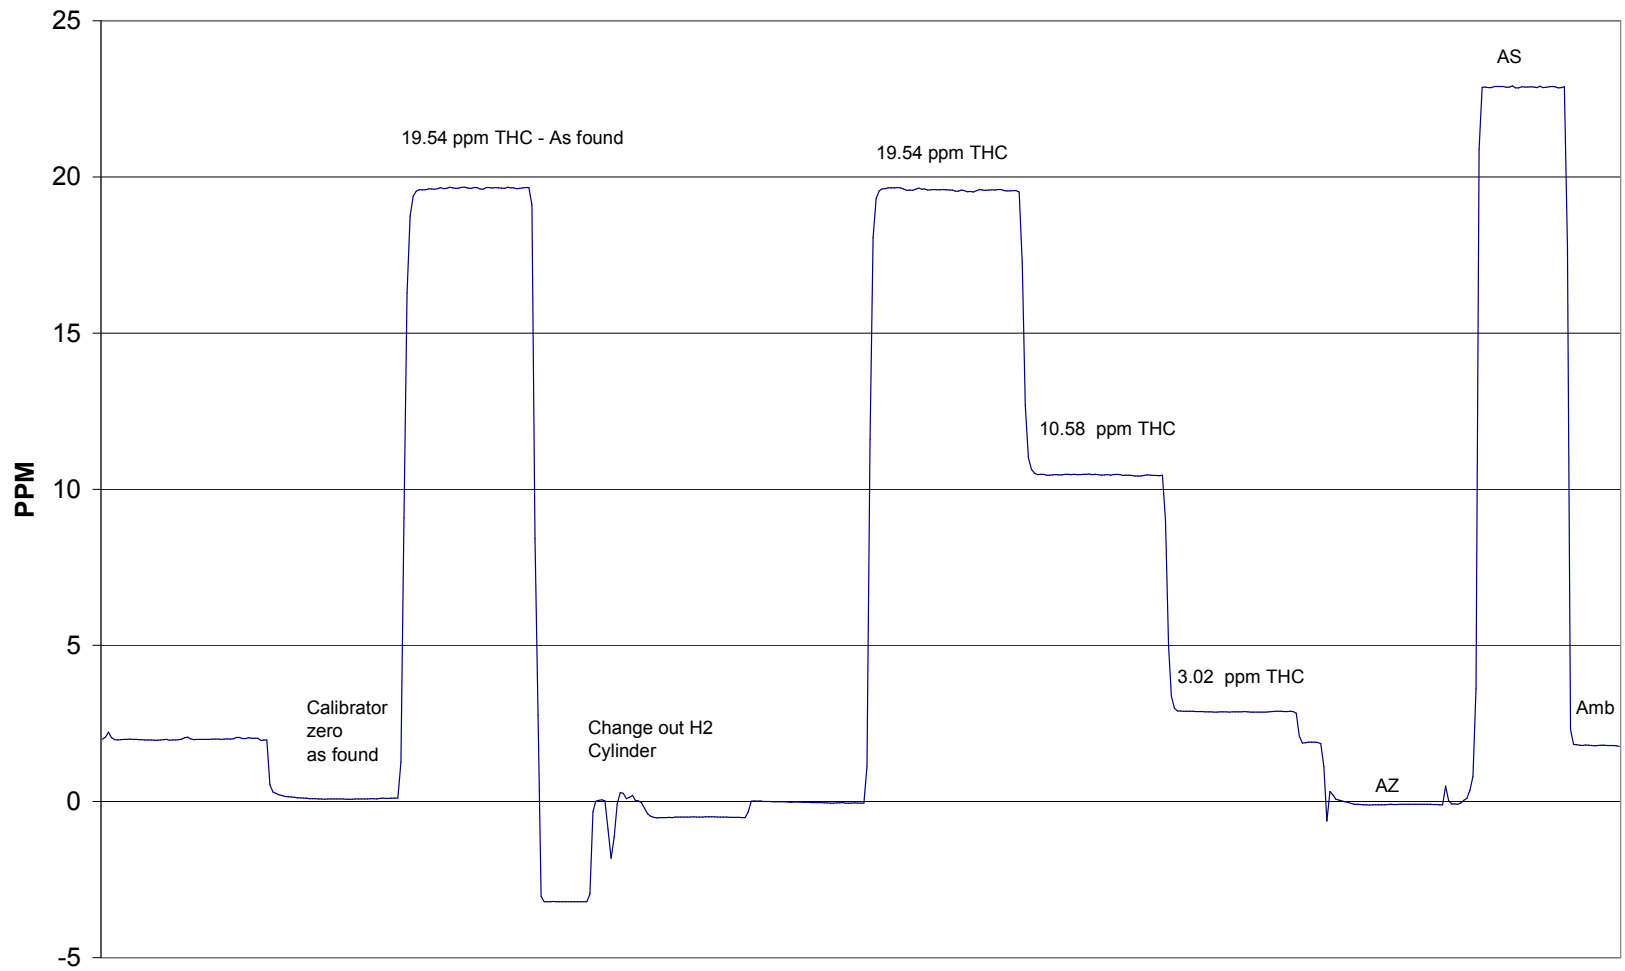 25
AS
19.54 ppm THC - As found
19.54 ppm THC
20
15
10.58  ppm THC
PPM
10
5
3.02  ppm THC
Calibrator
zero
as found
Change out H2
Cylinder
Amb
AZ
0
-5